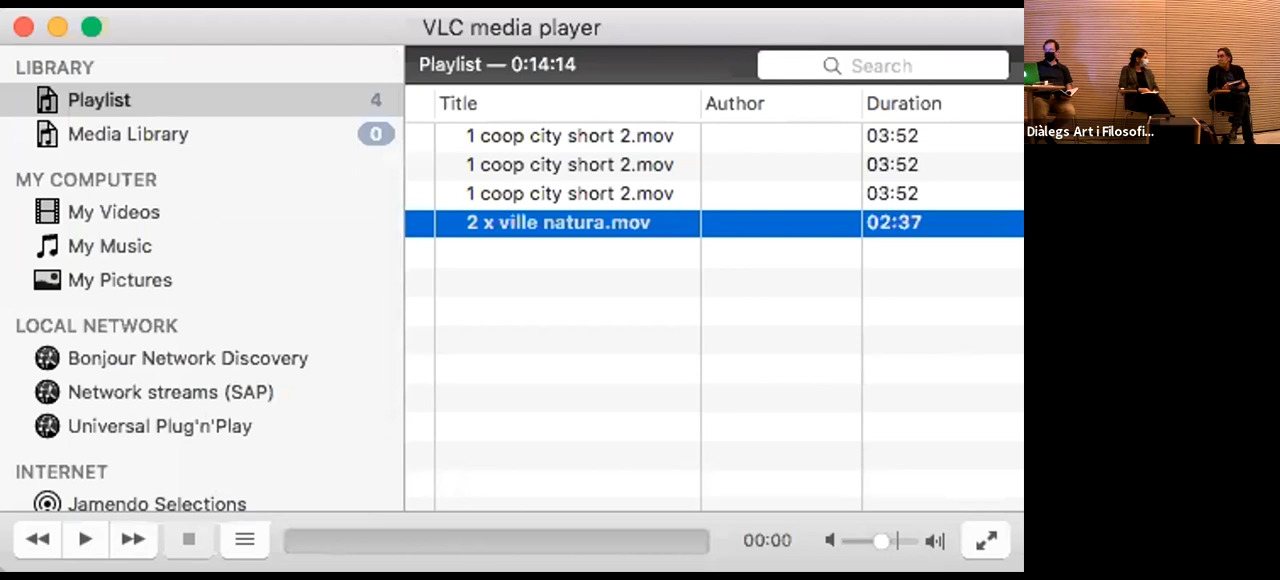 VLC media player
LIBRARY
Playlist 4
Media Library 0
MY COMPUTER
My Videos
My Music
My Pictures
LOCAL NETWORK
Bonjour Network Discovery
Network streams (SAP)
Universal Plug'n'Play
INTERNET
Jamendo Selections
Playlist — 0:14:14
Search
Title Author Duration
1 coop city short 2.mov 03:52
1 coop city short 2.mov 03:52
1 coop city short 2.mov 03:52
2 x ville natura.mov 02:37
00:00
Diàlegs Art i Filosofi...